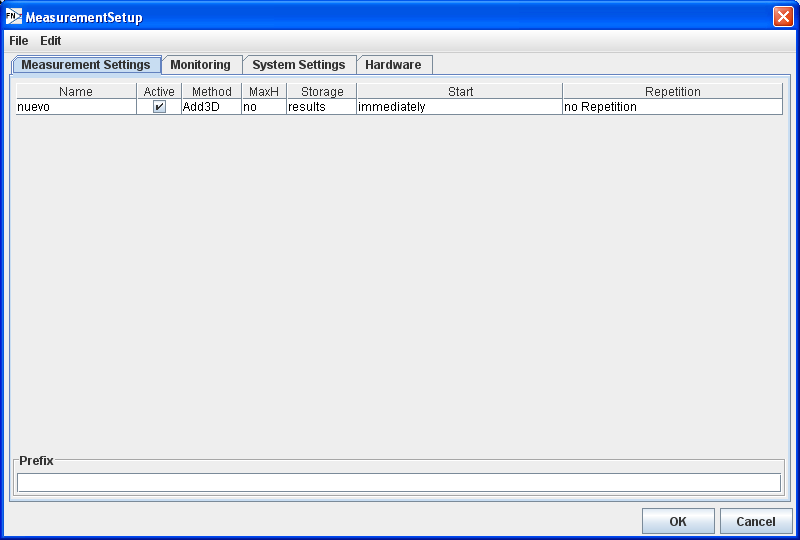 FN MeasurementSetup
File Edit
Measurement Settings Monitoring System Settings Hardware
Name Active Method MaxH Storage Start Repetition
nuevo Add3D no results immediately no Repetition
Prefix
OK Cancel